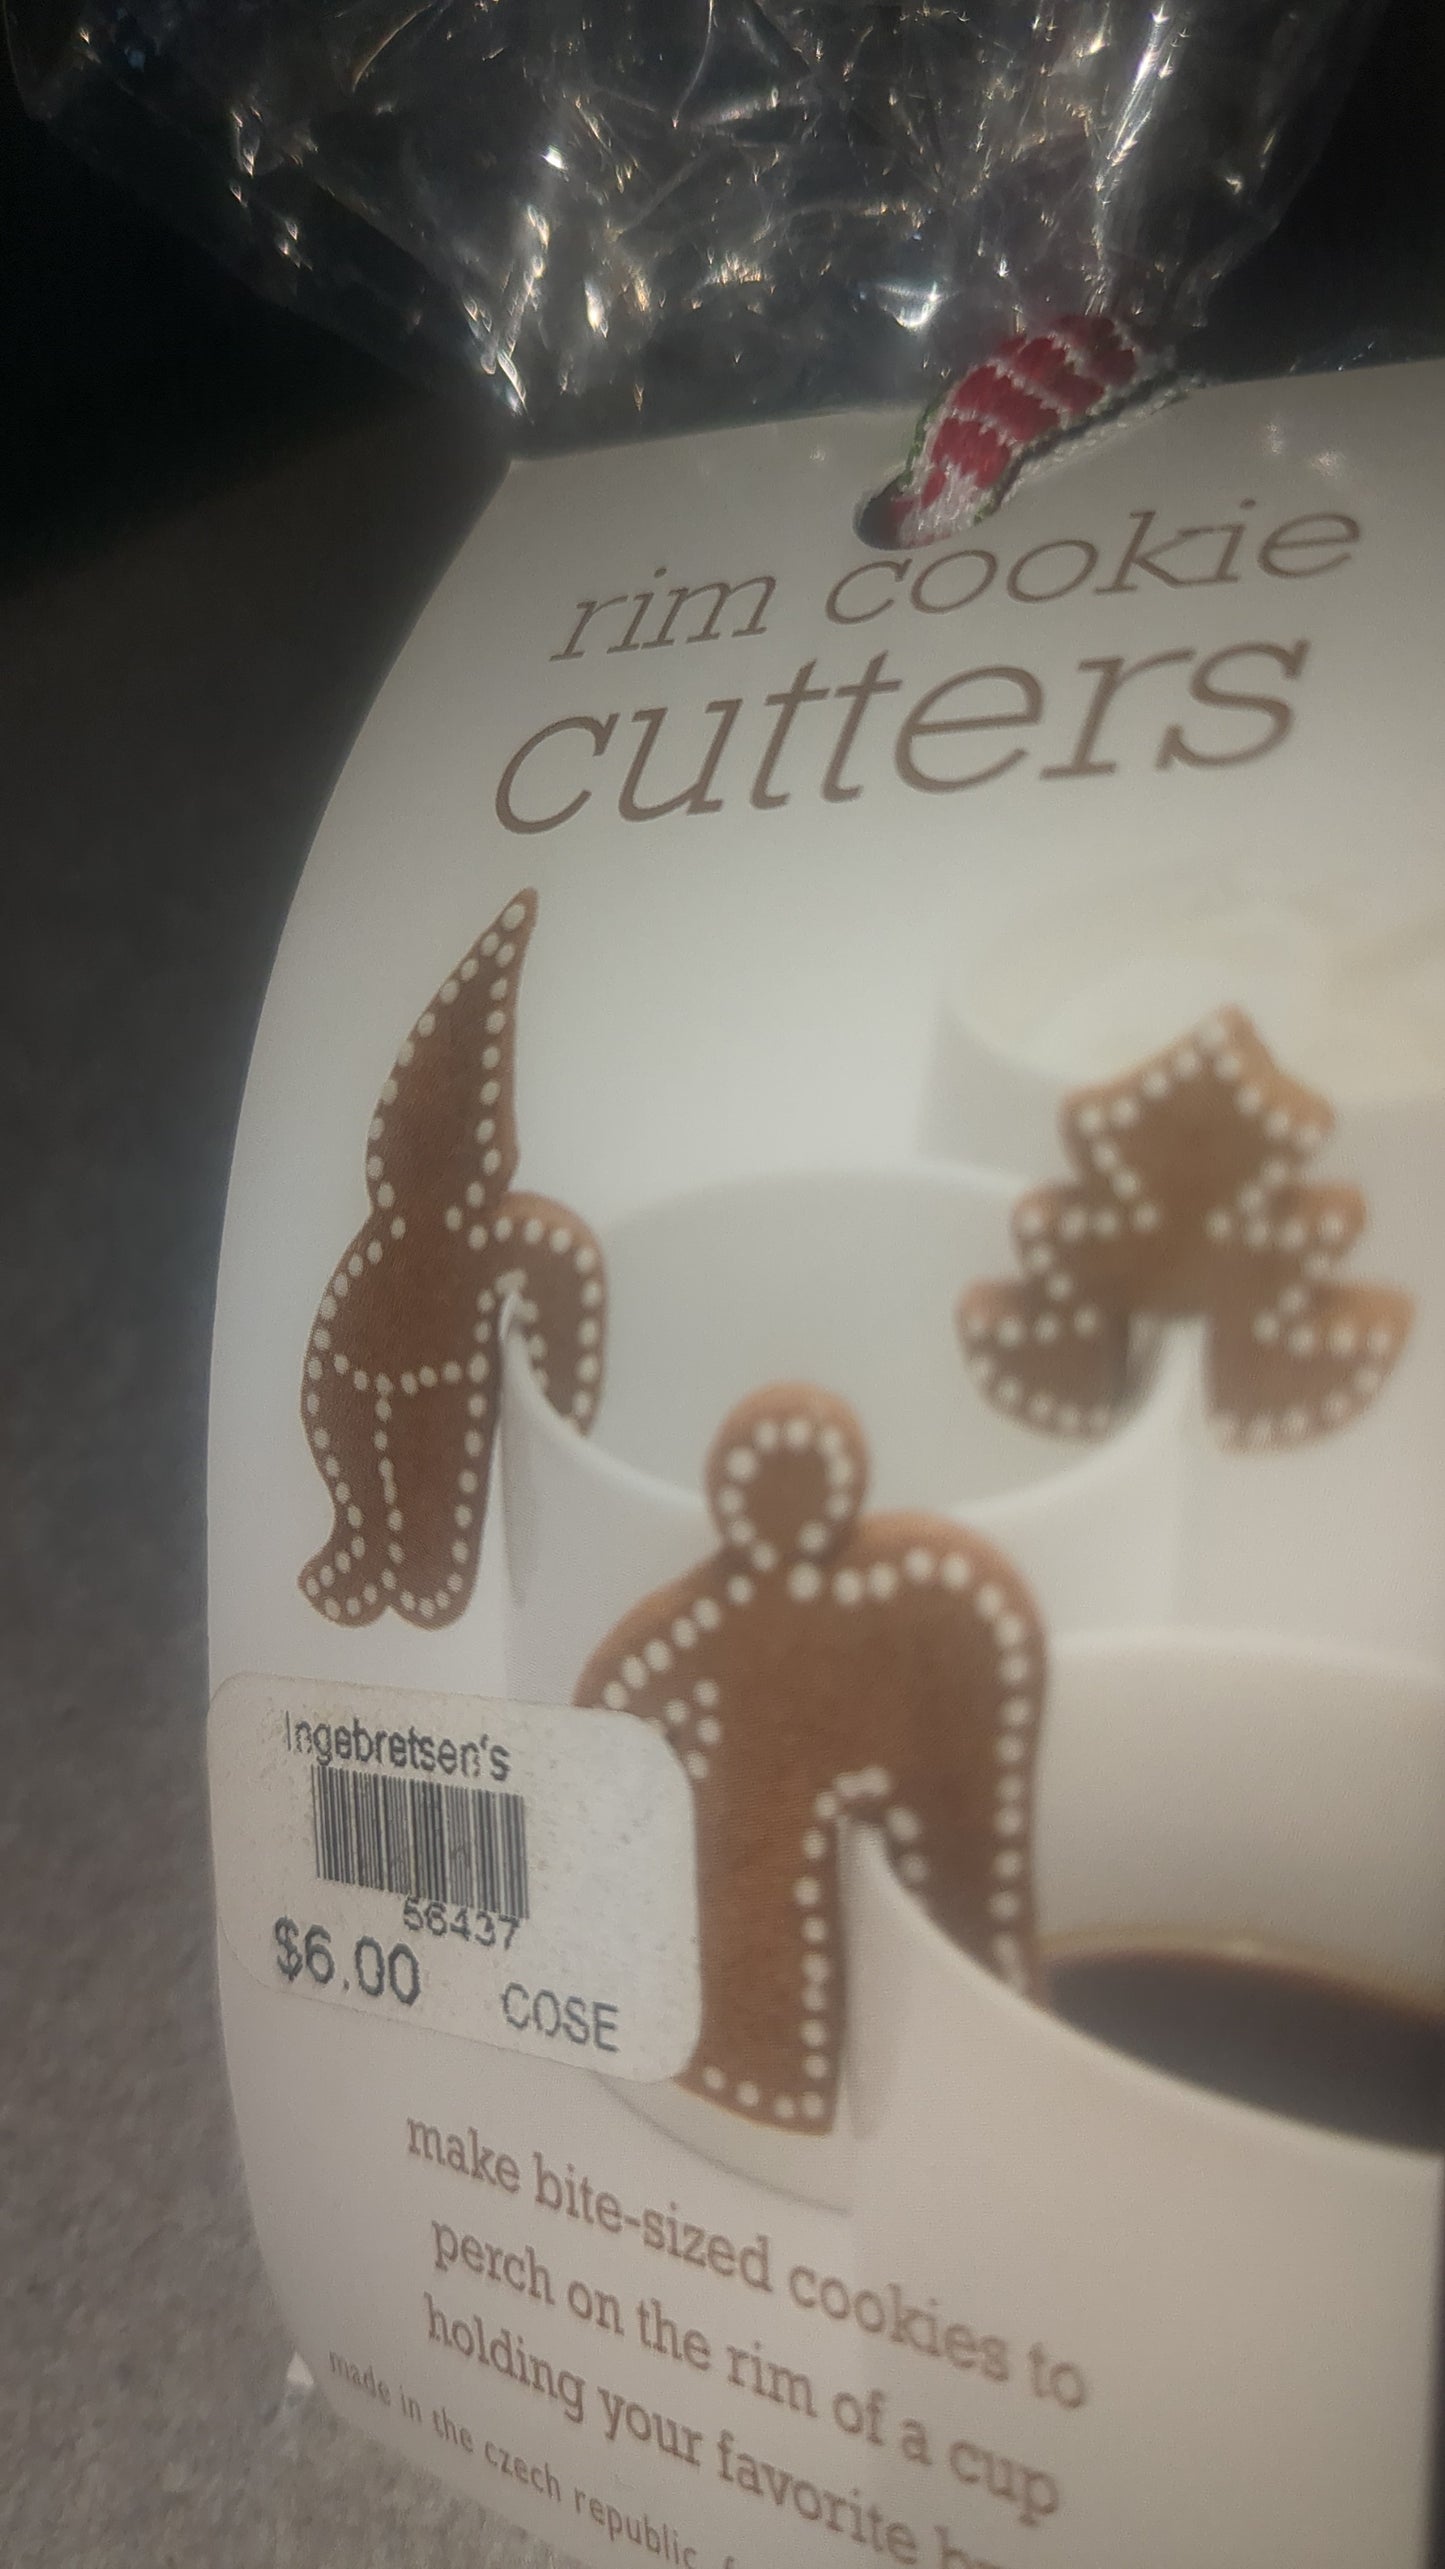 rim cookie
cutters
Ingebretsen's
56437
$6.00 COSE
make bite-sized cookies to
perch on the rim of a cup
holding your favorite
made in the czech republic